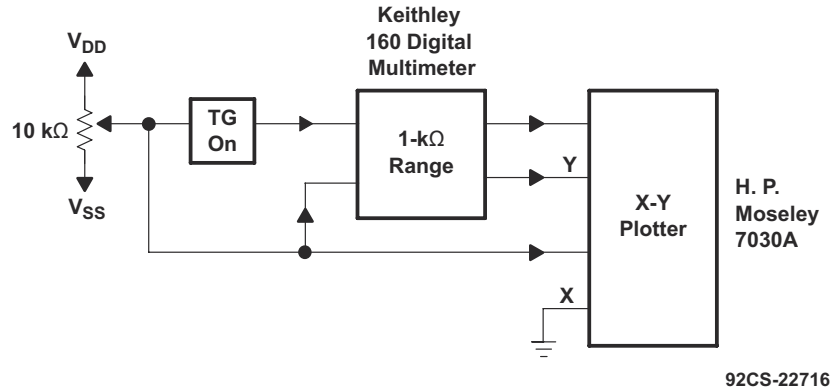 Keithley
160 Digital
Multimeter
V_DD
10 kΩ
V_SS
TG
On
1-kΩ
Range
Y
X
X-Y
Plotter
H. P.
Moseley
7030A
92CS-22716